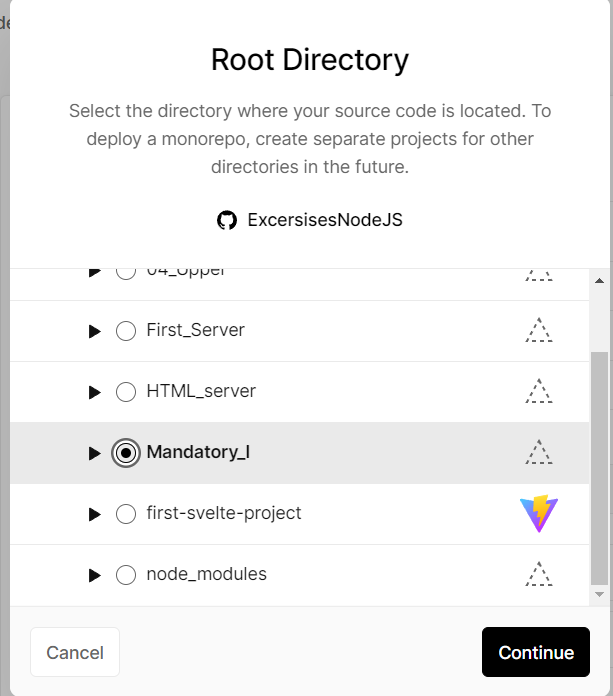 Root Directory
Select the directory where your source code is located. To
deploy a monorepo, create separate projects for other
directories in the future.
ExcersisesNodeJS
04_Upper
First_Server
HTML_server
Mandatory_I
first-svelte-project
node_modules
Cancel
Continue